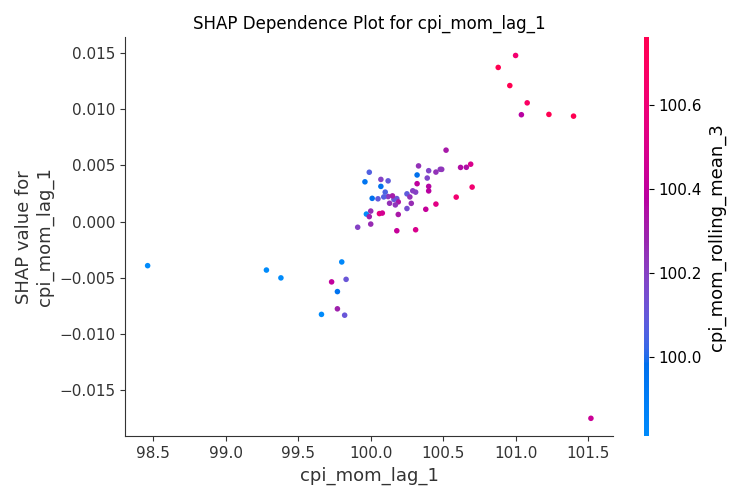 SHAP Dependence Plot for cpi_mom_lag_1
0.015
0.010
0.005
0.000
−0.005
−0.010
−0.015
SHAP value for
cpi_mom_lag_1
98.5 99.0 99.5 100.0 100.5 101.0 101.5
cpi_mom_lag_1
100.6
100.4
100.2
100.0
cpi_mom_rolling_mean_3